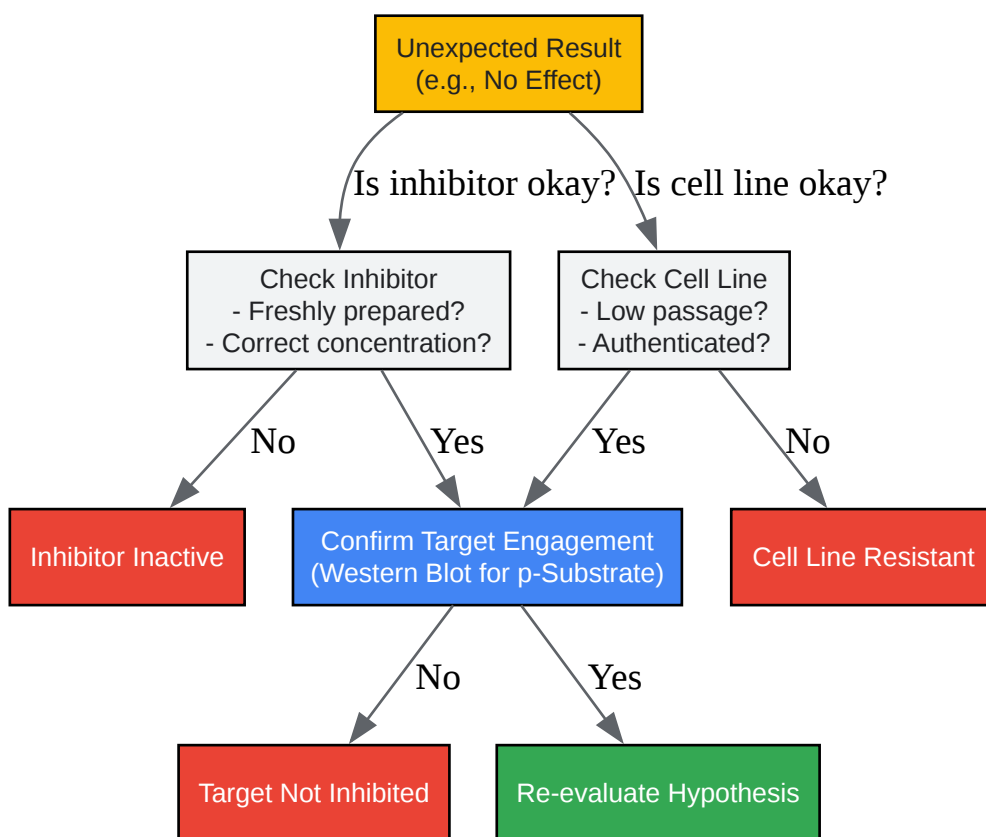 Unexpected Result
(e.g., No Effect)
Is inhibitor okay?
Is cell line okay?
Check Inhibitor
- Freshly prepared?
- Correct concentration?
Check Cell Line
- Low passage?
- Authenticated?
No
Yes
Yes
No
Inhibitor Inactive
Confirm Target Engagement
(Western Blot for p-Substrate)
Cell Line Resistant
No
Yes
Target Not Inhibited
Re-evaluate Hypothesis